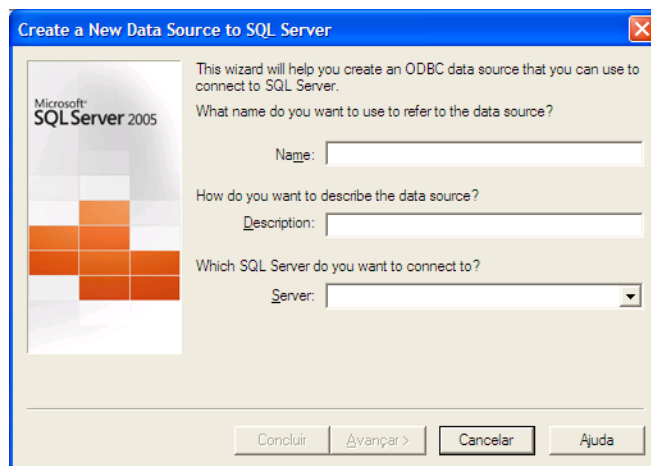 Create a New Data Source to SQL Server
Microsoft
SQL Server 2005
This wizard will help you create an ODBC data source that you can use to
connect to SQL Server.
What name do you want to use to refer to the data source?
Name:
How do you want to describe the data source?
Description:
Which SQL Server do you want to connect to?
Server:
Concluir
Avançar >
Cancelar
Ajuda